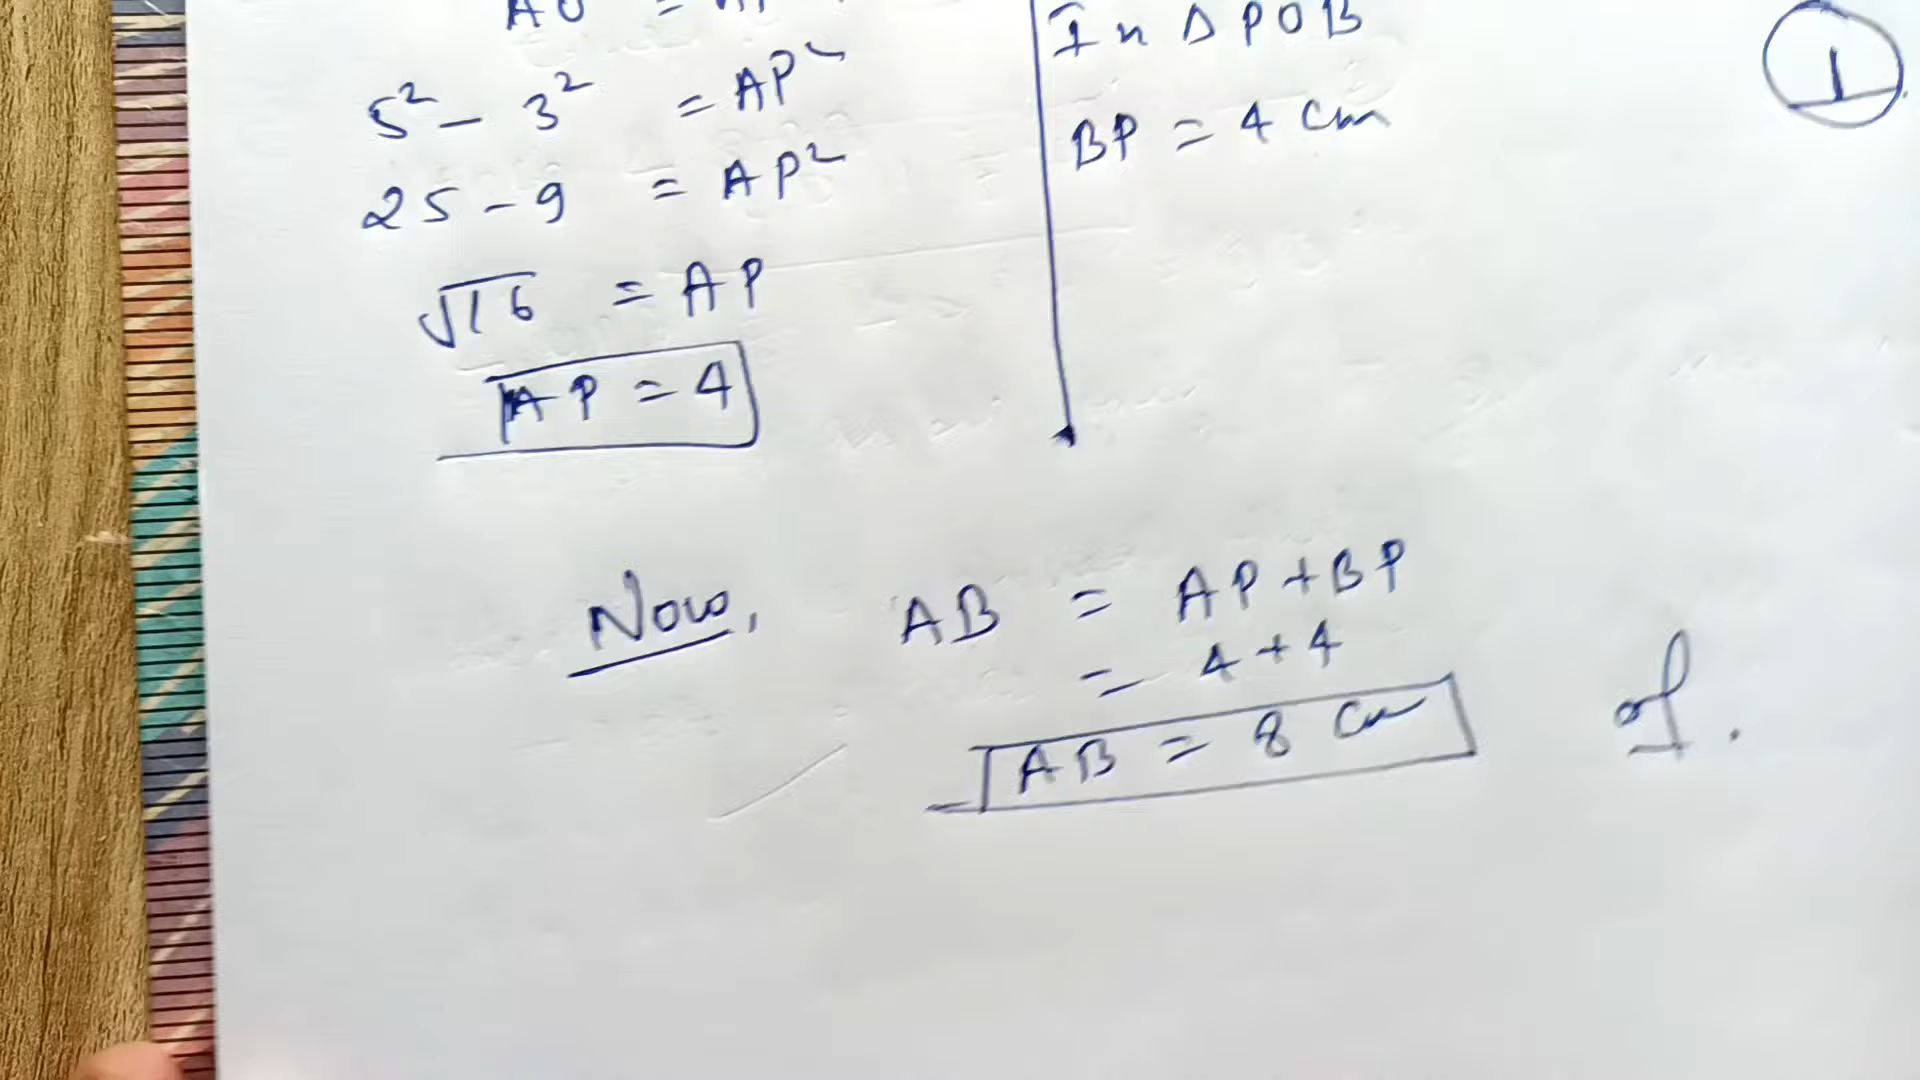 5² - 3² = AP²
25 - 9 = AP²
√16 = AP
AP = 4
In Δ POB
BP = 4 cm
1
Now, AB = AP + BP
= 4 + 4
AB = 8 cm